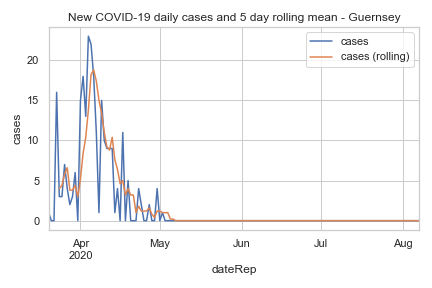 New COVID-19 daily cases and 5 day rolling mean - Guernsey
cases
cases (rolling)
20
15
10
5
0
cases
Apr
2020
May
Jun
Jul
Aug
dateRep